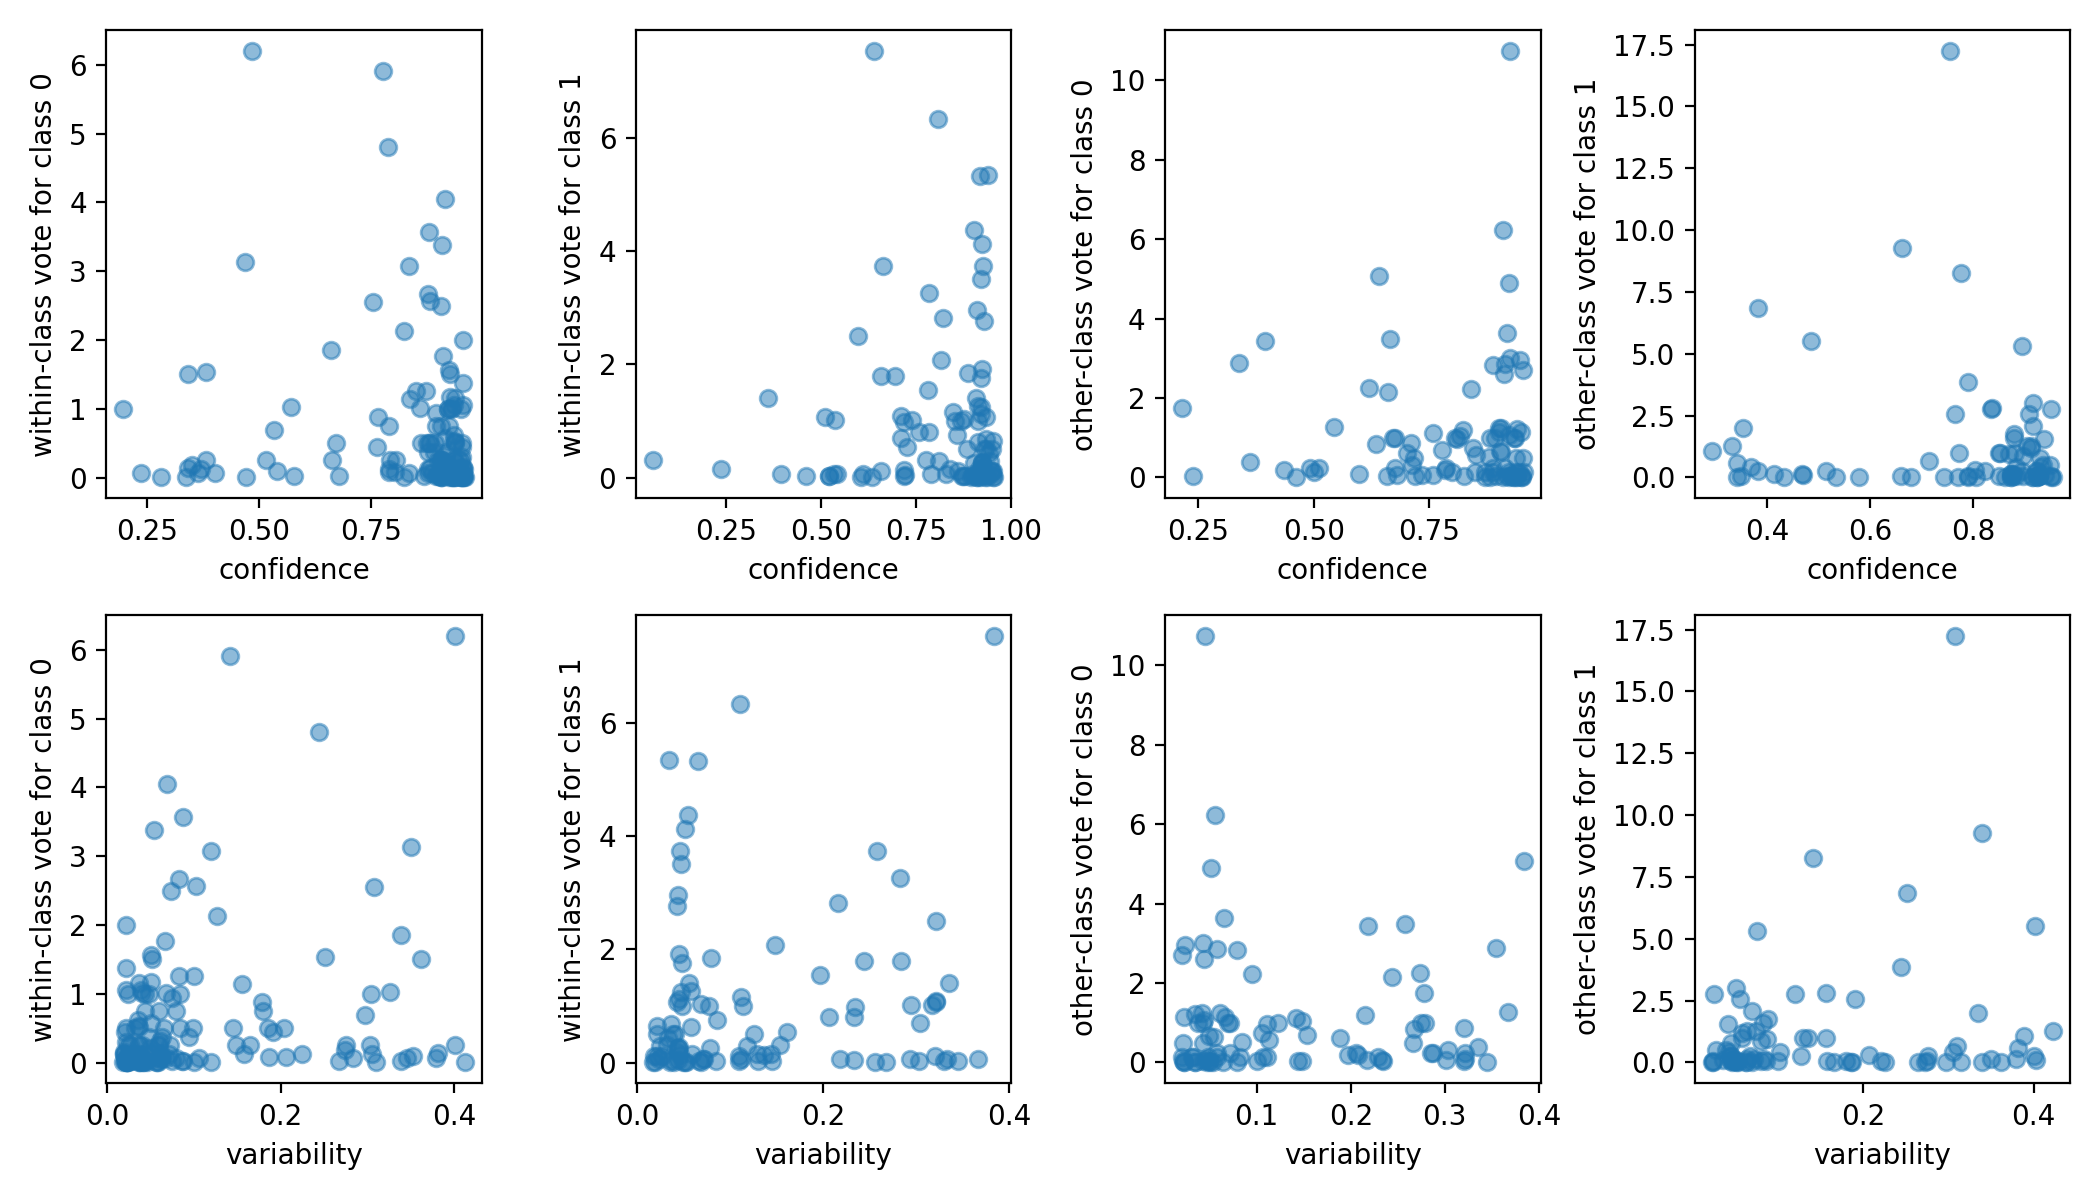 within-class vote for class 0
6
5
4
3
2
1
0
0.25 0.50 0.75
confidence
within-class vote for class 1
6
4
2
0
0.25 0.50 0.75 1.00
confidence
other-class vote for class 0
10
8
6
4
2
0
0.25 0.50 0.75
confidence
other-class vote for class 1
17.5
15.0
12.5
10.0
7.5
5.0
2.5
0.0
0.4 0.6 0.8
confidence
within-class vote for class 0
6
5
4
3
2
1
0
0.0 0.2 0.4
variability
within-class vote for class 1
6
4
2
0
0.0 0.2 0.4
variability
other-class vote for class 0
10
8
6
4
2
0
0.1 0.2 0.3 0.4
variability
other-class vote for class 1
17.5
15.0
12.5
10.0
7.5
5.0
2.5
0.0
0.2 0.4
variability